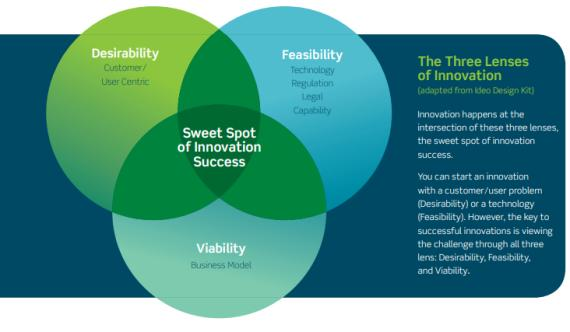 Desirability
Customer/
User Centric
Feasibility
Technology
Regulation
Legal
Capability
Sweet Spot
of Innovation
Success
Viability
Business Model
The Three Lenses
of Innovation
(adapted from Ideo Design Kit)
Innovation happens at the
intersection of these three lenses,
the sweet spot of innovation
success.
You can start an innovation
with a customer/user problem
(Desirability) or a technology
(Feasibility). However, the key to
successful innovations is viewing
the challenge through all three
lens: Desirability, Feasibility,
and Viability.